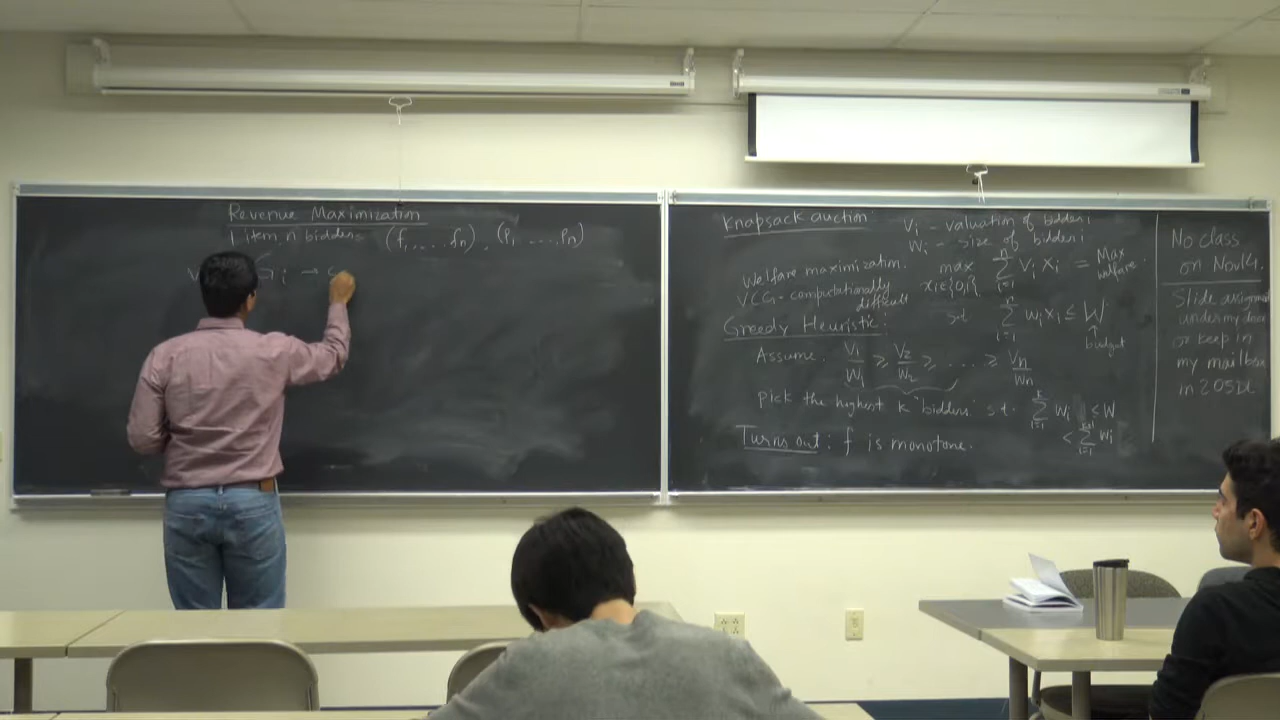 Revenue Maximization
1 item, n bidders (f₁, .... fₙ), (p₁ ...., pₙ)
Gᵢ →
Knapsack auction: vᵢ - valuation of bidder i
Wᵢ - size of bidder i
Welfare maximization. max Σᵢ₌₁ⁿ vᵢ xᵢ = Max welfare.
VCG - computationally difficult xᵢ∈{0,1}
s.t. Σᵢ₌₁ⁿ wᵢxᵢ ≤ W
↑
budget
Greedy Heuristic:
Assume: V₁/W₁ ≥ V₂/W₂ ≥ .... ≥ Vₙ/Wₙ
pick the highest k "bidders" s.t. Σᵢ₌₁ᵏ wᵢ ≤ W
< Σᵢ₌₁ᵏ⁺¹ wᵢ
Turns out: f is monotone.
No class
on Nov 14.
Slide assignment
under my door
or keep in
my mailbox
in 205DL